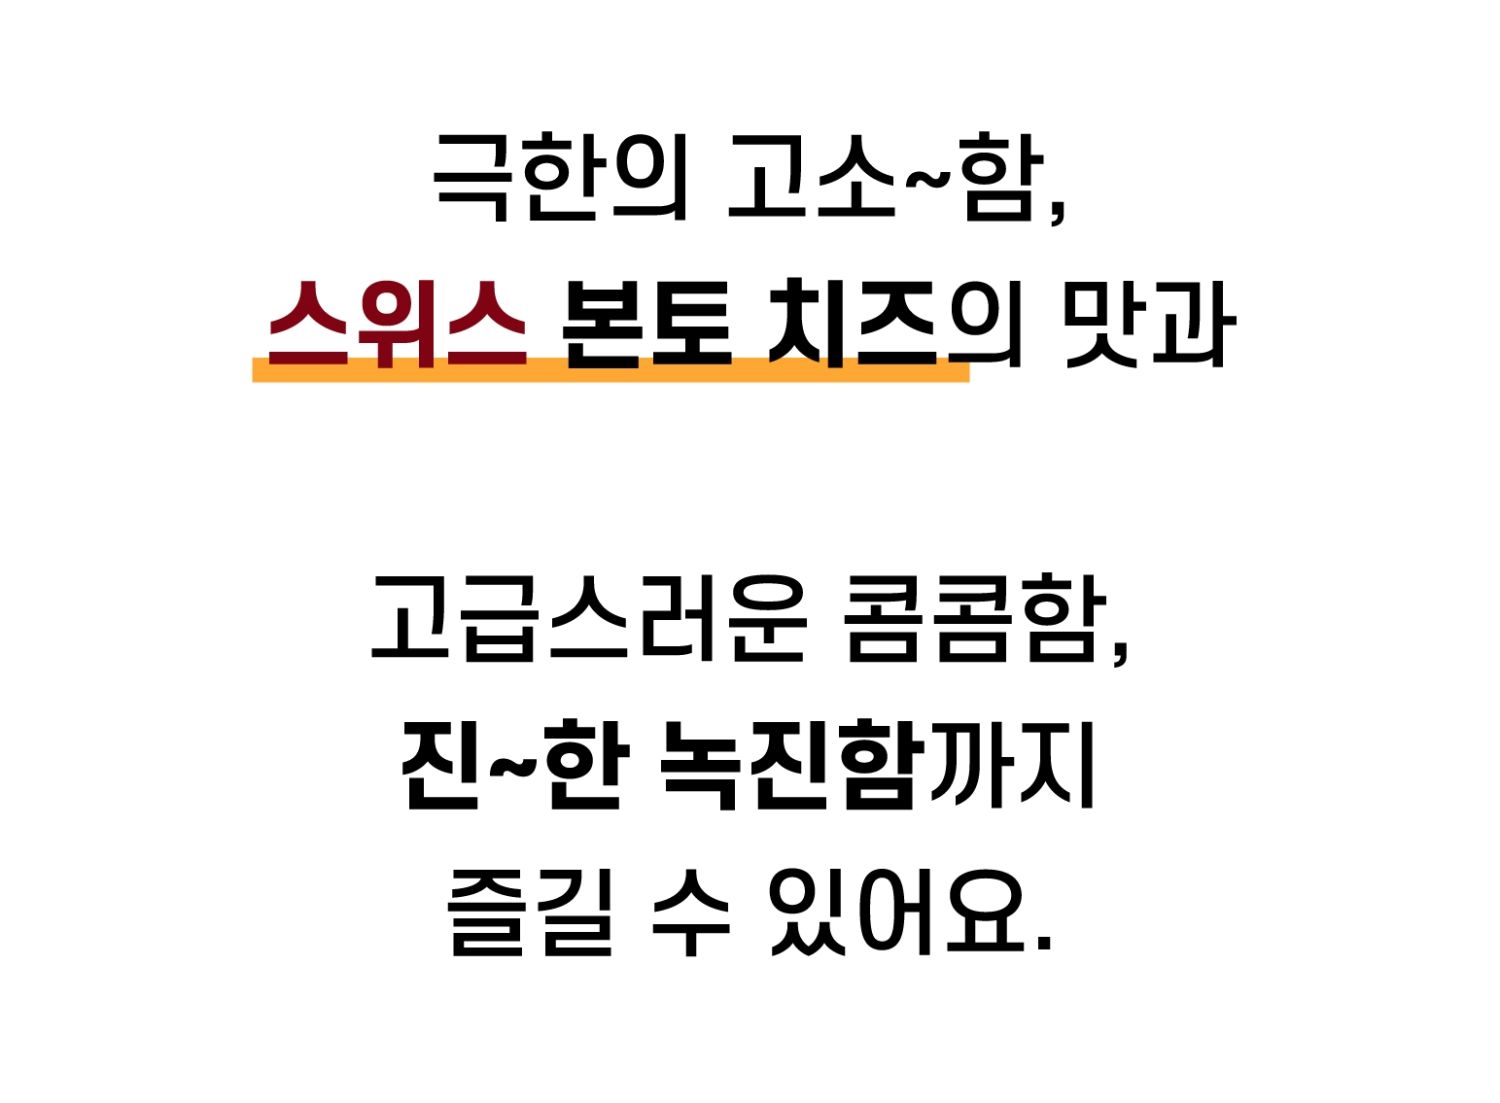 극한의 고소~함,
스위스 본토 치즈의 맛과
고급스러운 콤콤함,
진~한 녹진함까지
즐길 수 있어요.